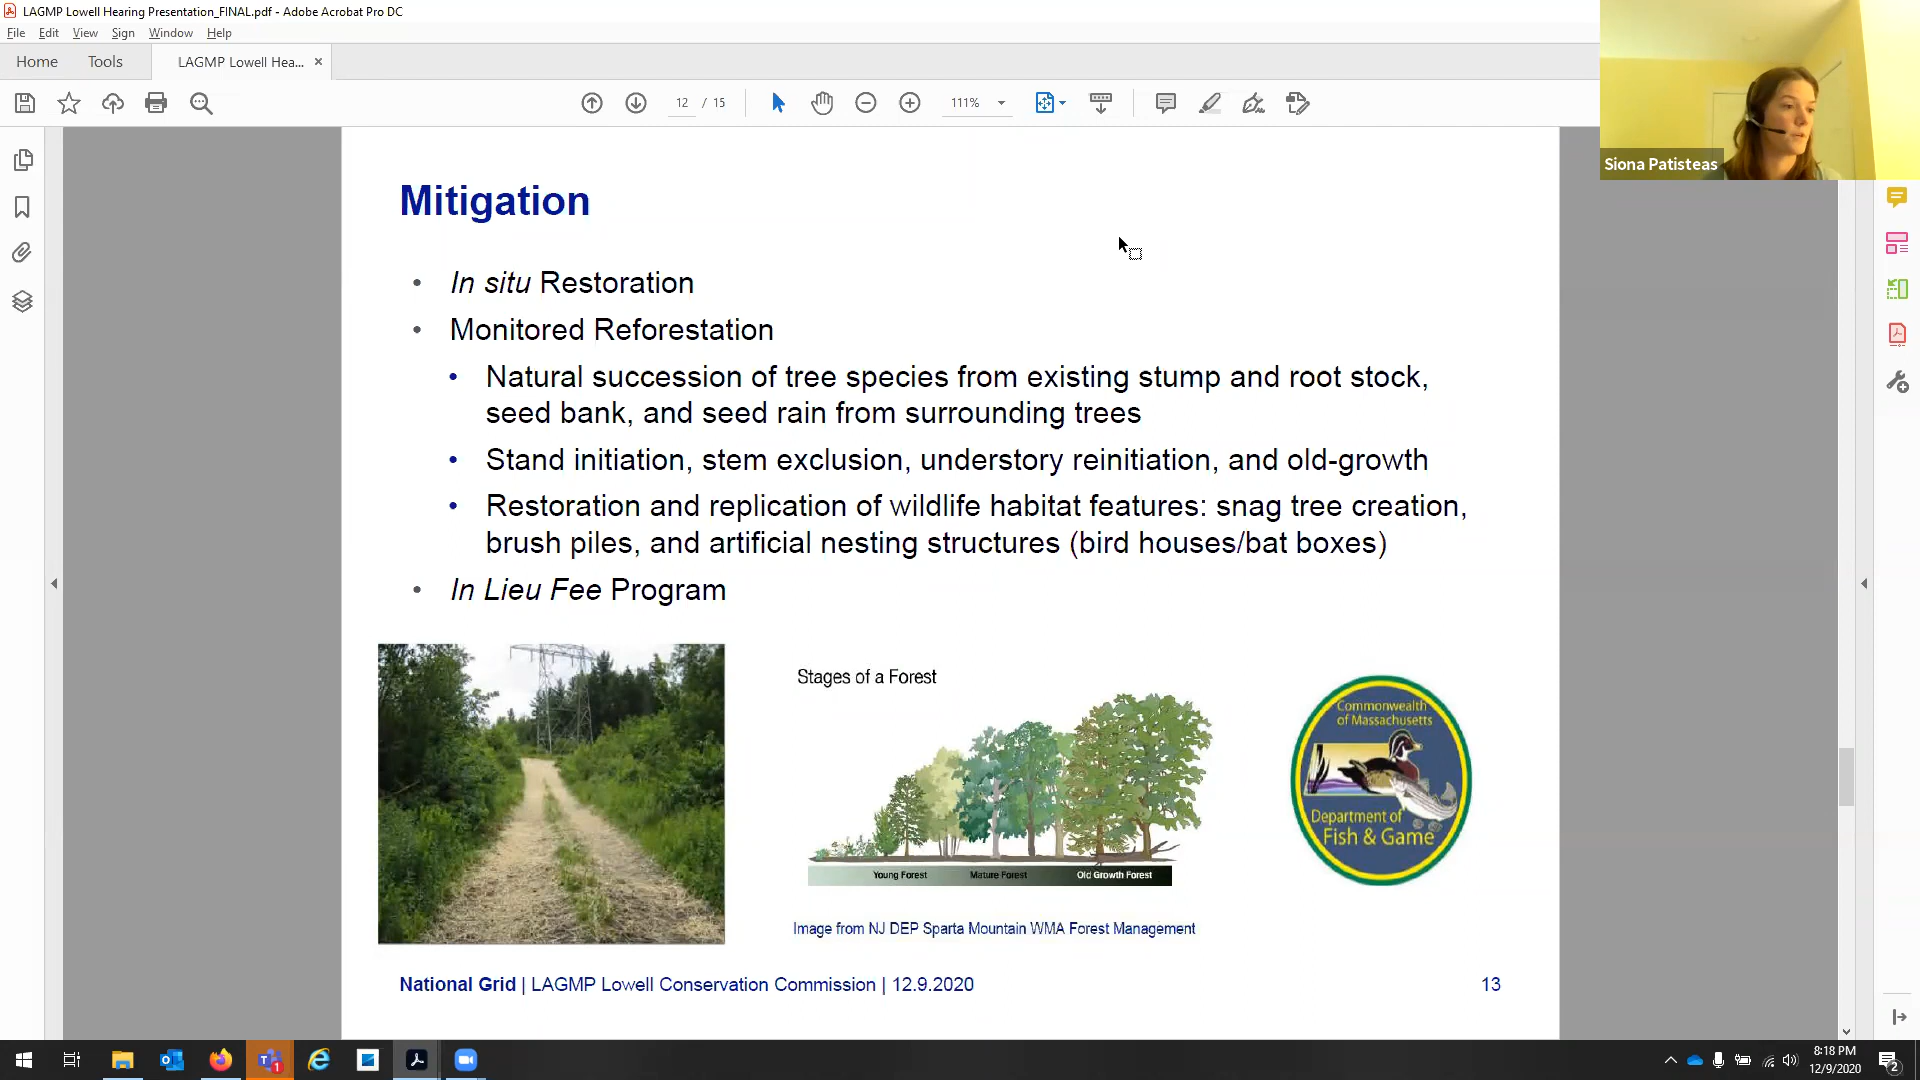 LAGMP Lowell Hearing Presentation_FINAL.pdf - Adobe Acrobat Pro DC
File Edit View Sign Window Help
Home Tools LAGMP Lowell Hea... ×
12 / 15 111%
Siona Patisteas
Mitigation
• In situ Restoration
• Monitored Reforestation
• Natural succession of tree species from existing stump and root stock,
seed bank, and seed rain from surrounding trees
• Stand initiation, stem exclusion, understory reinitiation, and old-growth
• Restoration and replication of wildlife habitat features: snag tree creation,
brush piles, and artificial nesting structures (bird houses/bat boxes)
• In Lieu Fee Program
Stages of a Forest
Young Forest Mature Forest Old Growth Forest
Image from NJ DEP Sparta Mountain WMA Forest Management
Commonwealth
of Massachusetts
Department of
Fish & Game
National Grid | LAGMP Lowell Conservation Commission | 12.9.2020 13
8:18 PM
12/9/2020
1
2